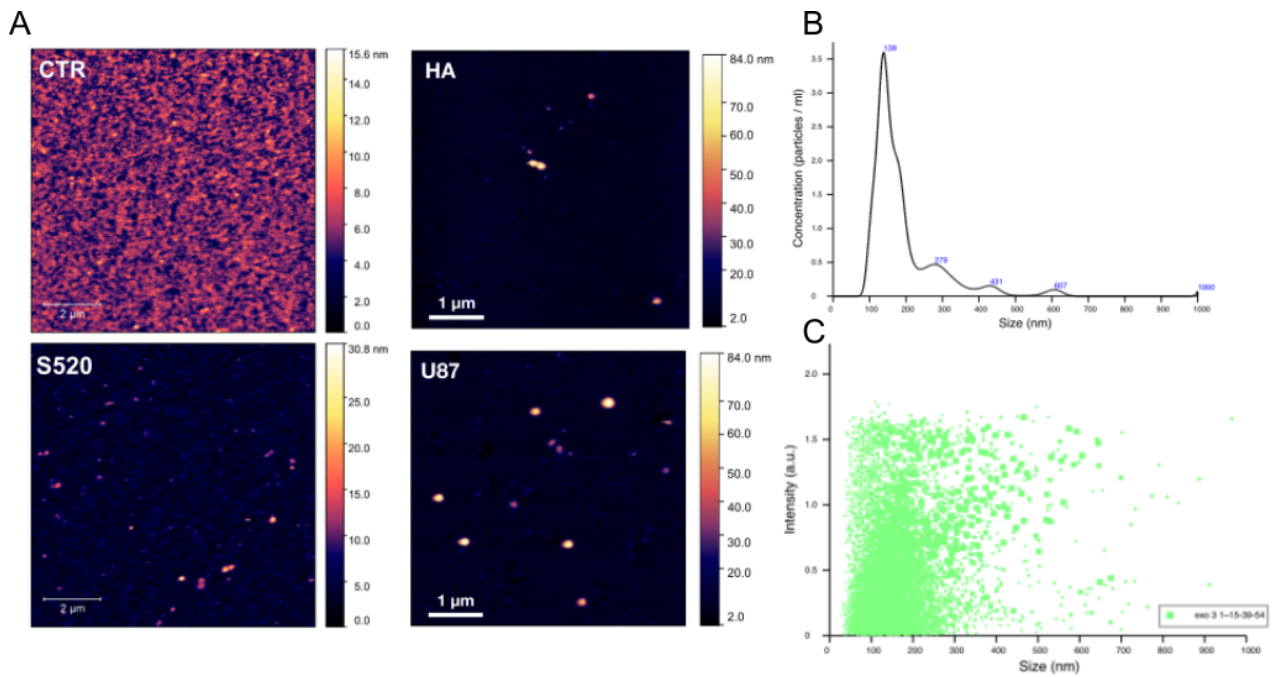 A
B
CTR
15.6 nm
14.0
12.0
10.0
8.0
6.0
4.0
2.0
0.0
2 µm
HA
84.0 nm
70.0
60.0
50.0
40.0
30.0
20.0
2.0
1 µm
S520
30.8 nm
25.0
20.0
15.0
10.0
5.0
0.0
2 µm
U87
84.0 nm
70.0
60.0
50.0
40.0
30.0
20.0
2.0
1 µm
Concentration (particles / ml)
3.5
3.0
2.5
2.0
1.5
1.0
0.5
0
139
279
431
607
1000
0 100 200 300 400 500 600 700 800 900 1000
Size (nm)
C
Intensity (a.u.)
2.0
1.5
1.0
0.5
0
exo 3 1-15-39-54
0 100 200 300 400 500 600 700 800 900 1000
Size (nm)